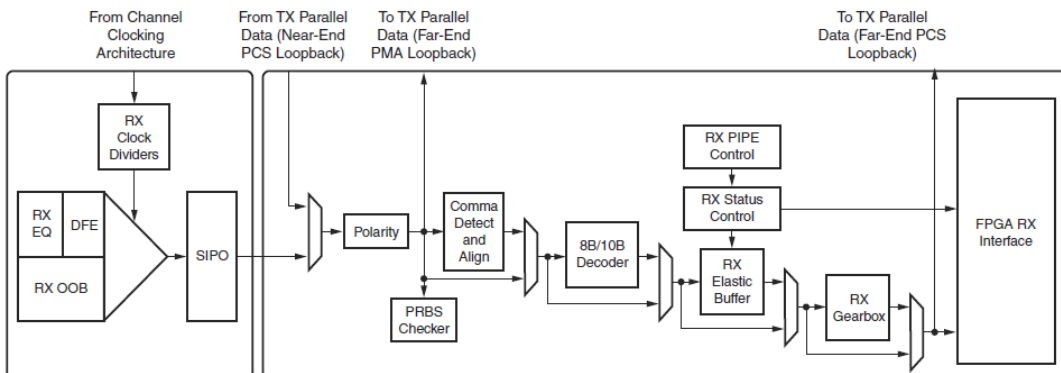 From Channel
Clocking
Architecture
From TX Parallel
Data (Near-End
PCS Loopback)
To TX Parallel
Data (Far-End
PMA Loopback)
To TX Parallel
Data (Far-End PCS
Loopback)
RX
Clock
Dividers
RX
EQ
DFE
RX OOB
SIPO
Polarity
Comma
Detect
and
Align
PRBS
Checker
8B/10B
Decoder
RX PIPE
Control
RX Status
Control
RX
Elastic
Buffer
RX
Gearbox
FPGA RX
Interface